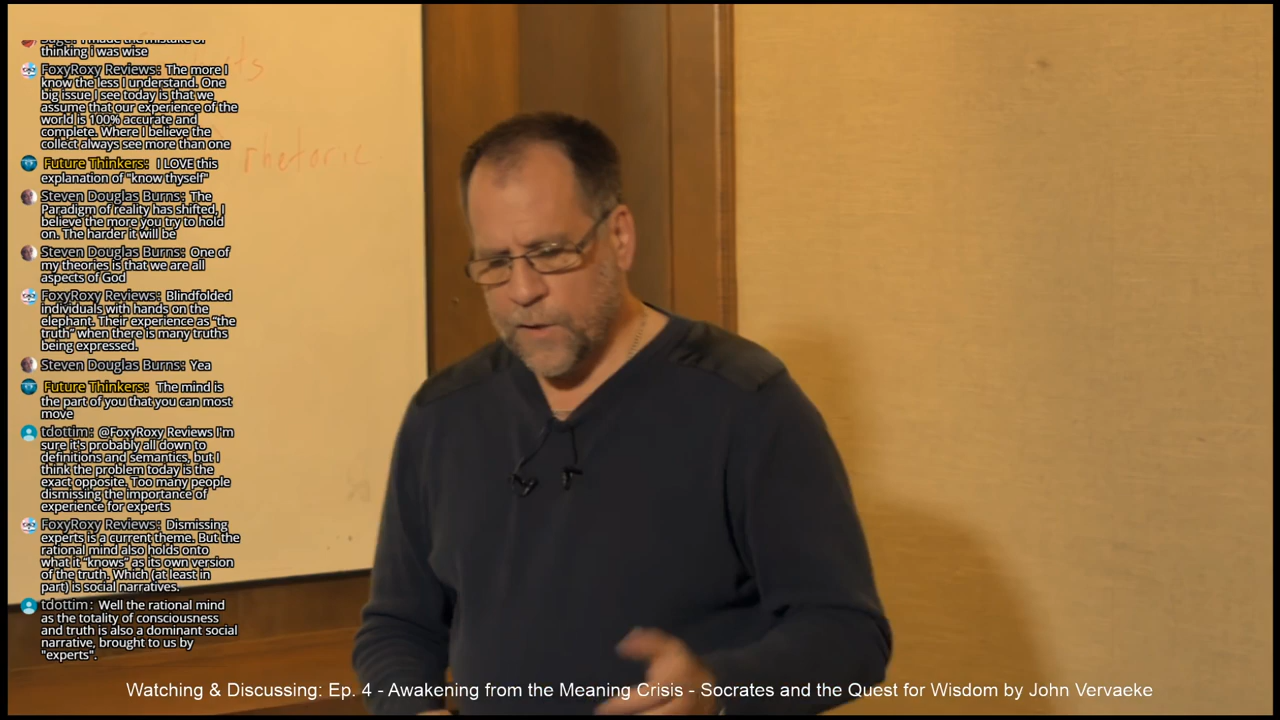 thinking i was wise
FoxyRoxy Reviews: The more I
know the less I understand. One
big issue I see today is that we
assume that our experience of the
world is 100% accurate and
complete. Where I believe the
collect always see more than one
Future Thinkers: I LOVE this
explanation of "know thyself"
Steven Douglas Burns: The
Paradigm of reality has shifted, I
believe the more you try to hold
on. The harder it will be
Steven Douglas Burns: One of
my theories is that we are all
aspects of God
FoxyRoxy Reviews: Blindfolded
individuals with hands on the
elephant. Their experience as "the
truth" when there is many truths
being expressed.
Steven Douglas Burns: Yea
Future Thinkers: The mind is
the part of you that you can most
move
tdottim: @FoxyRoxy Reviews I'm
sure it's probably all down to
definitions and semantics, but I
think the problem today is the
exact opposite. Too many people
dismissing the importance of
experience for experts
FoxyRoxy Reviews: Dismissing
experts is a current theme. But the
rational mind also holds onto
what it "knows" as its own version
of the truth. Which (at least in
part) is social narratives.
tdottim: Well the rational mind
as the totality of consciousness
and truth is also a dominant social
narrative, brought to us by
"experts".
rhetoric
Watching & Discussing: Ep. 4 - Awakening from the Meaning Crisis - Socrates and the Quest for Wisdom by John Vervaeke